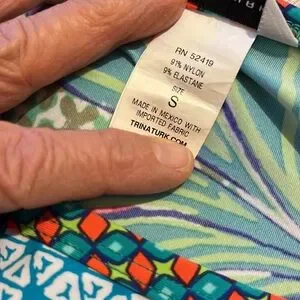 RN 52419
91% NYLON
9% ELASTANE
SIZE
S
MADE IN MEXICO WITH
IMPORTED FABRIC
TRINATURK.COM